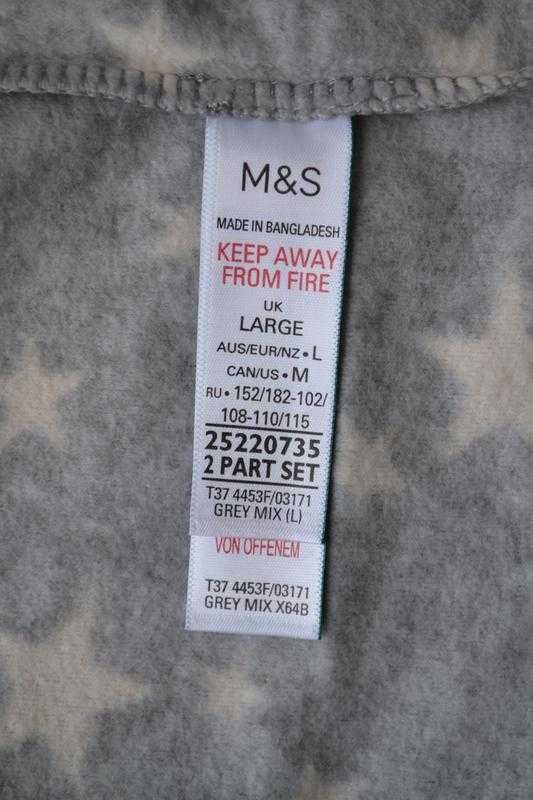 M&S
MADE IN BANGLADESH
KEEP AWAY
FROM FIRE
UK
LARGE
AUS/EUR/NZ • L
CAN/US • M
RU • 152/182-102/
108-110/115
25220735
2 PART SET
T37 4453F/03171
GREY MIX (L)
VON OFFENEM
T37 4453F/03171
GREY MIX X64B